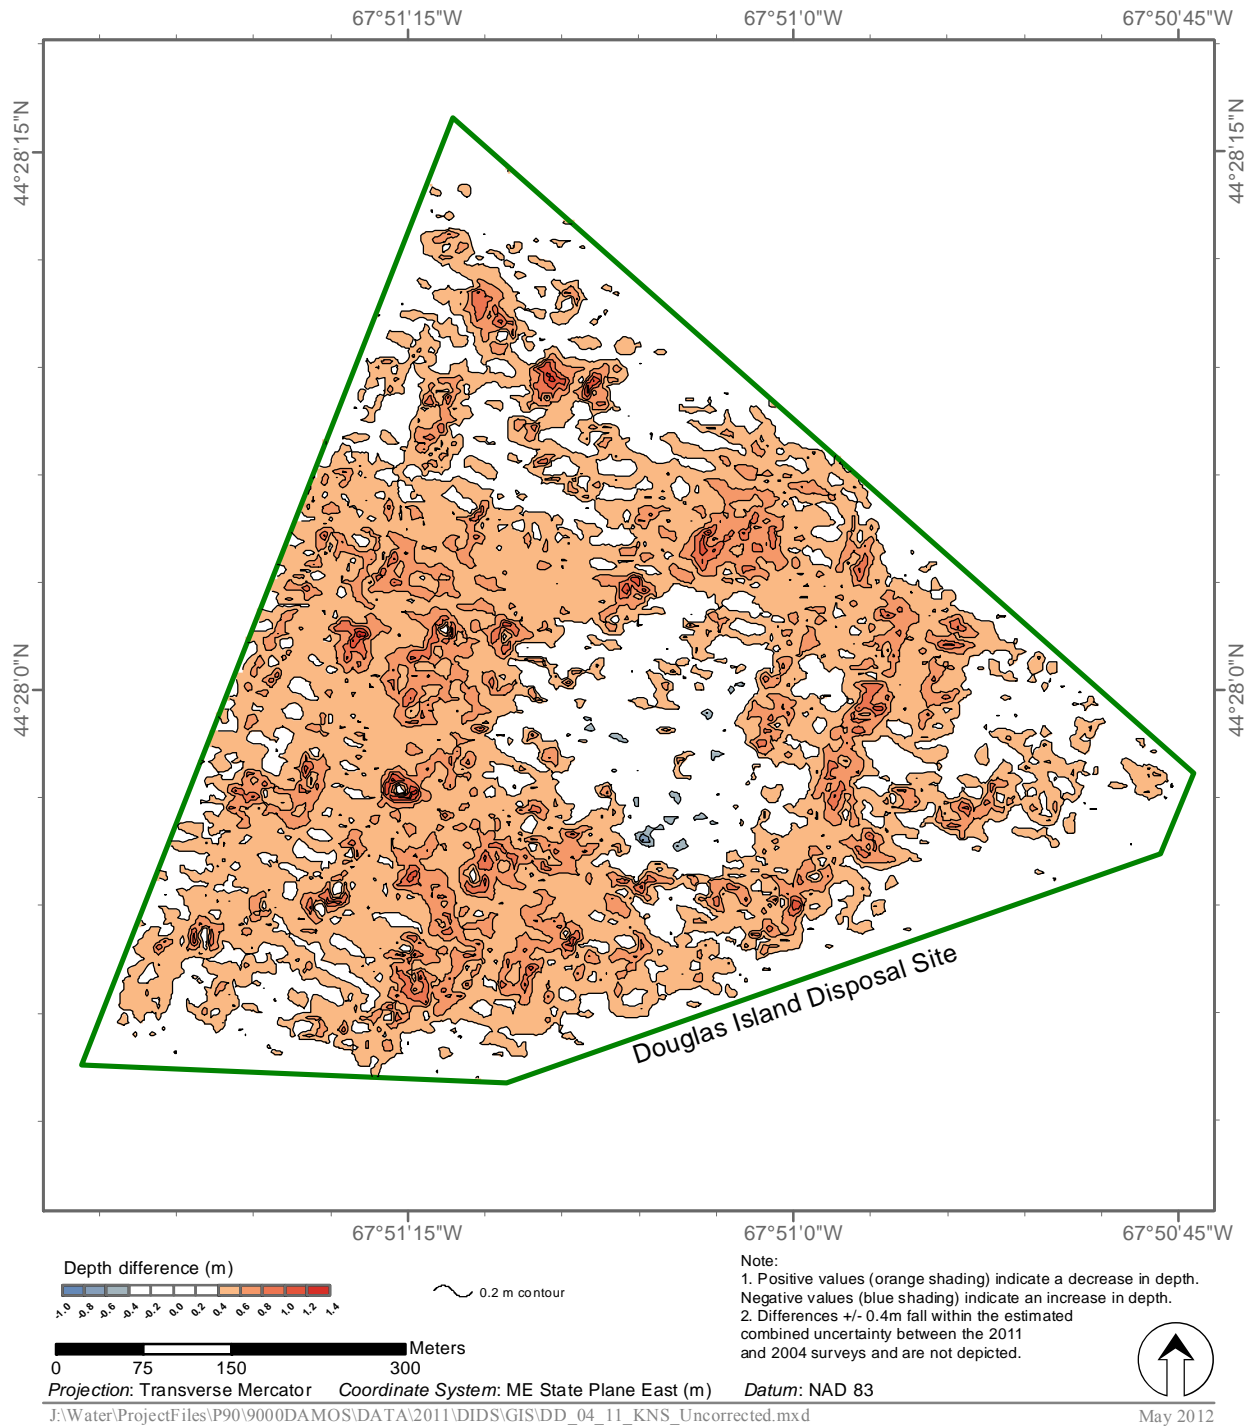 67°51'15"W 67°51'0"W 67°50'45"W
44°28'15"N 44°28'15"N
44°28'0"N 44°28'0"N
Douglas Island Disposal Site
67°51'15"W 67°51'0"W 67°50'45"W
Depth difference (m)
-1.0 -0.8 -0.6 -0.4 -0.2 0.0 0.2 0.4 0.6 0.8 1.0 1.2 1.4
0.2 m contour
Note:
1. Positive values (orange shading) indicate a decrease in depth.
Negative values (blue shading) indicate an increase in depth.
2. Differences +/- 0.4m fall within the estimated
combined uncertainty between the 2011
and 2004 surveys and are not depicted.
Meters
0 75 150 300
Projection: Transverse Mercator Coordinate System: ME State Plane East (m) Datum: NAD 83
J:\Water\ProjectFiles\P90\9000DAMOS\DATA\2011\DIDS\GIS\DD_04_11_KNS_Uncorrected.mxd May 2012